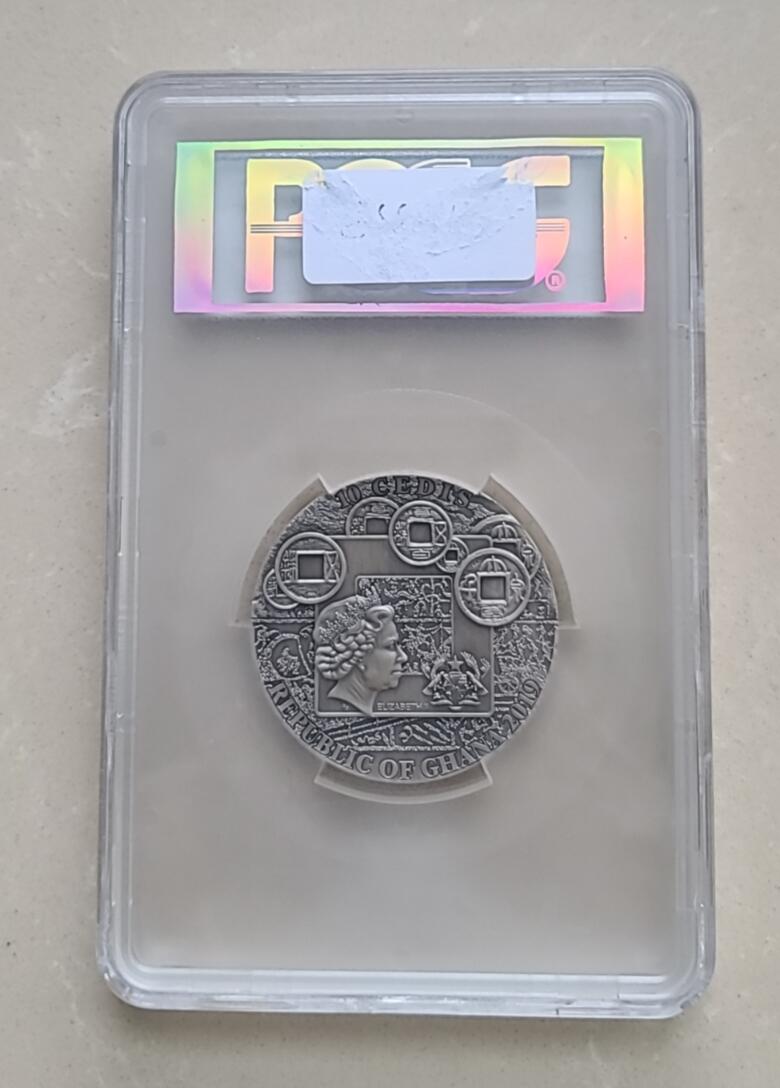 10 CEDIS
ELIZABETH II
REPUBLIC OF GHANA 2019